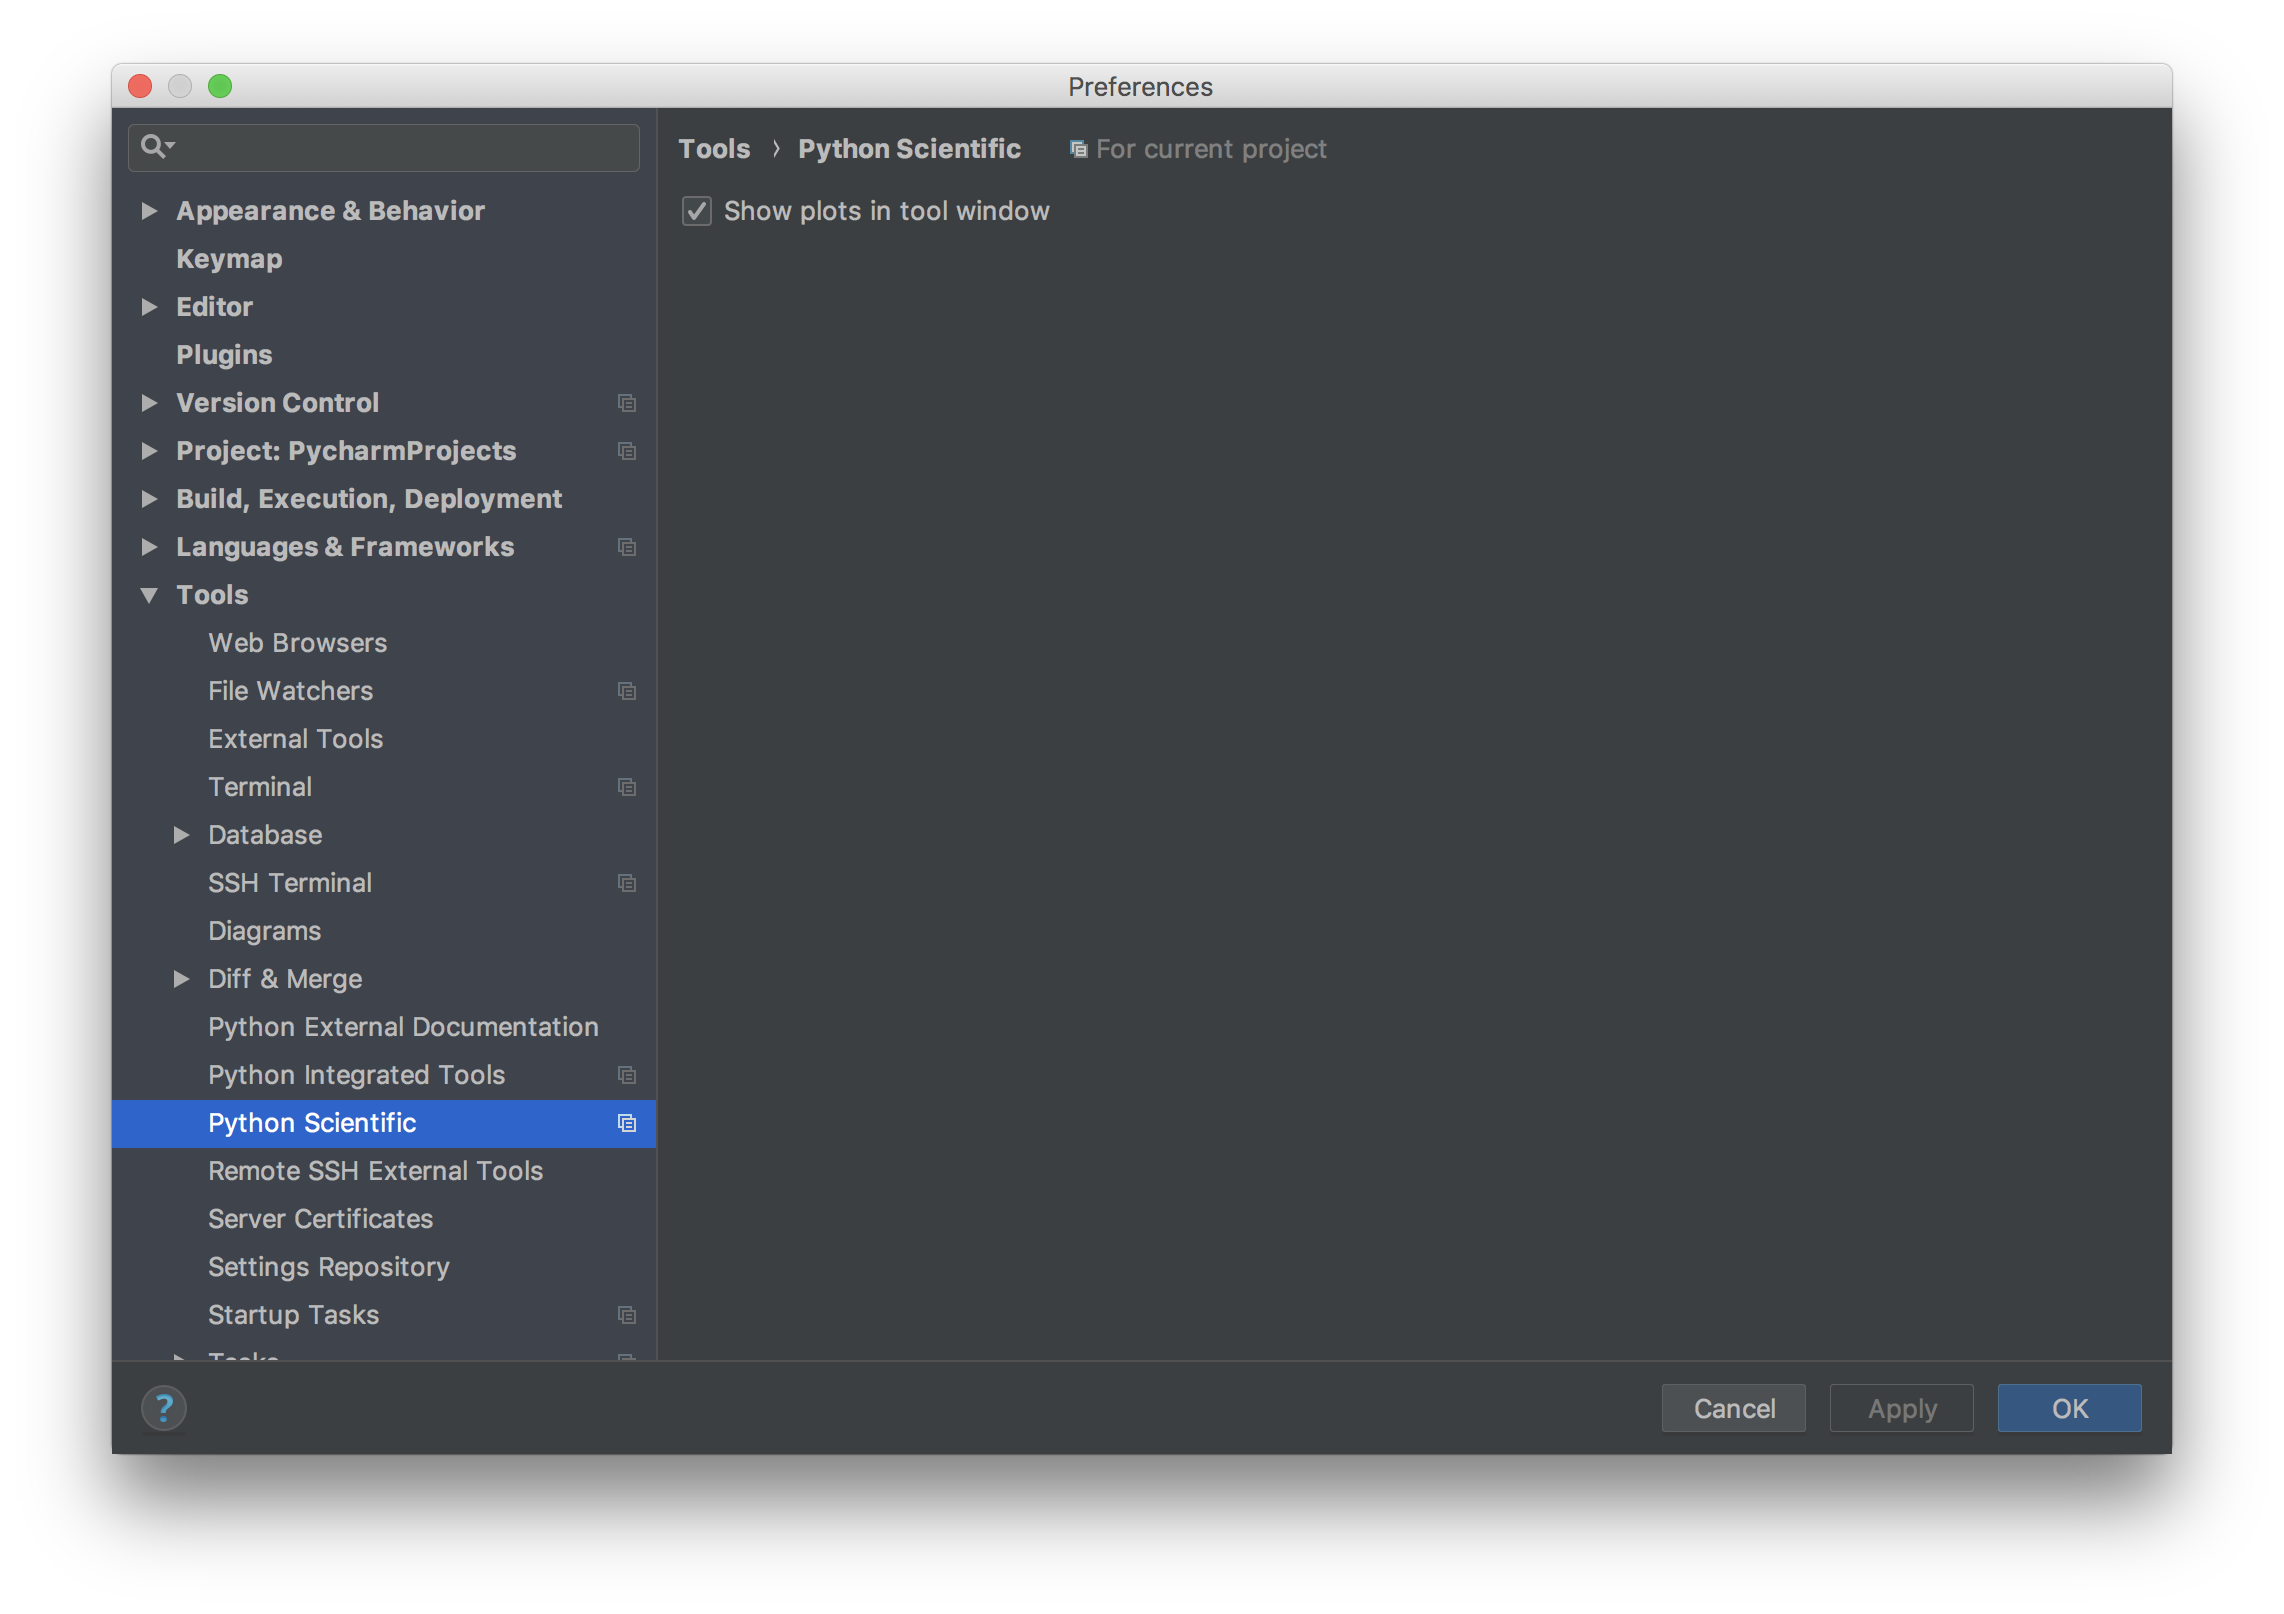 Preferences
Tools › Python Scientific For current project
Show plots in tool window
Appearance & Behavior
Keymap
Editor
Plugins
Version Control
Project: PycharmProjects
Build, Execution, Deployment
Languages & Frameworks
Tools
Web Browsers
File Watchers
External Tools
Terminal
Database
SSH Terminal
Diagrams
Diff & Merge
Python External Documentation
Python Integrated Tools
Python Scientific
Remote SSH External Tools
Server Certificates
Settings Repository
Startup Tasks
Tasks
?
Cancel Apply OK